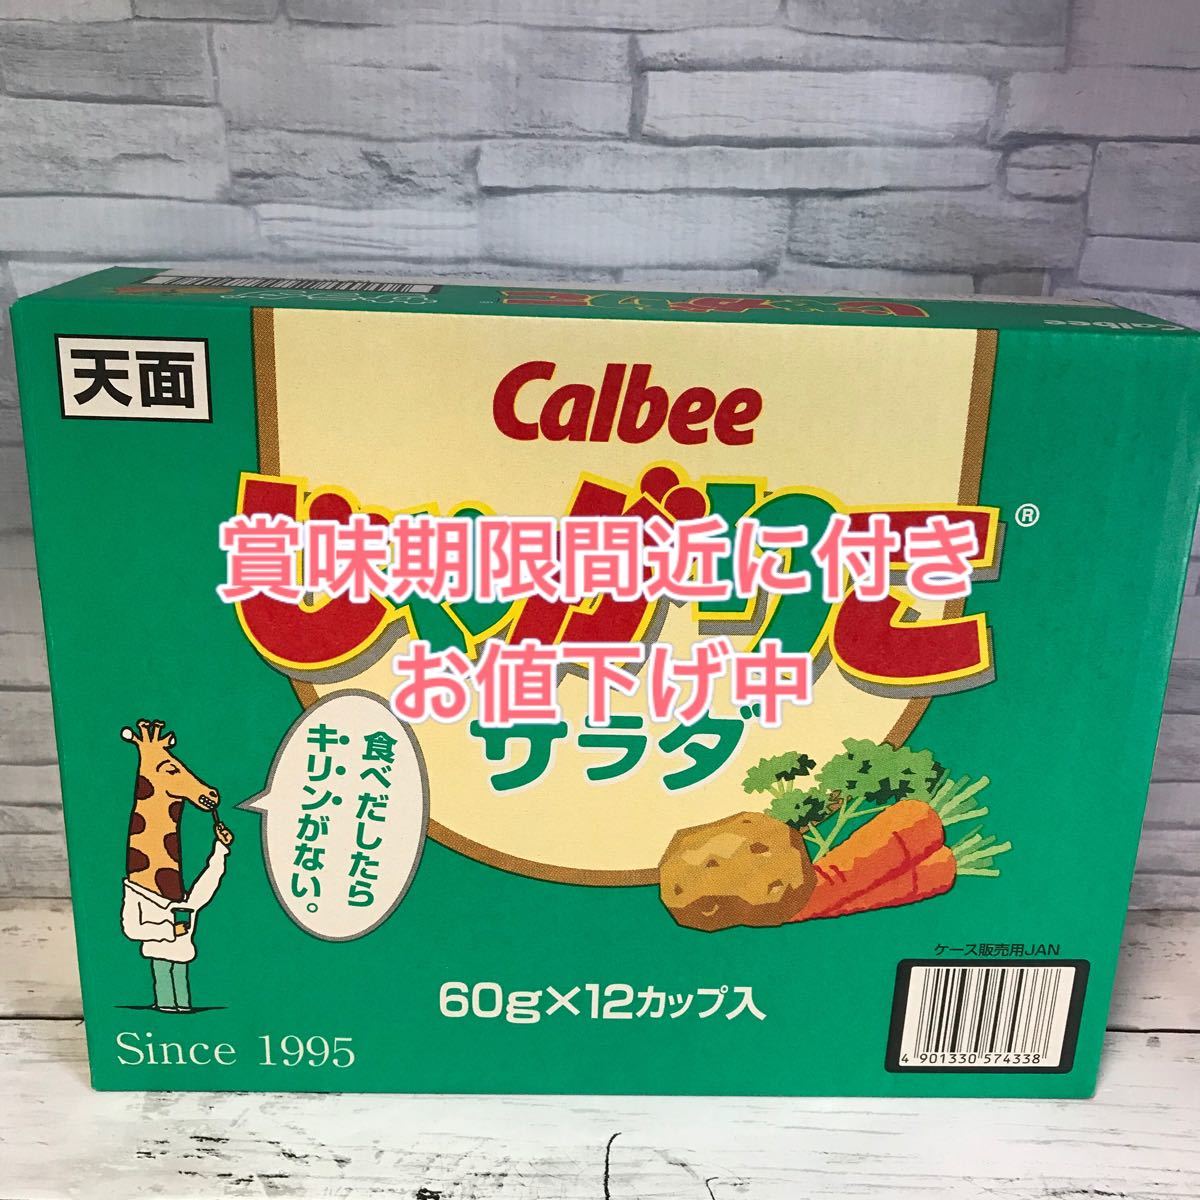 Calbee
天面
Calbee
じゃがりこ®
賞味期限間近に付き
お値下げ中
サラダ
食べだしたら
キリンがない。
ケース販売用JAN
60g×12カップ入
4 901330 574338
Since 1995